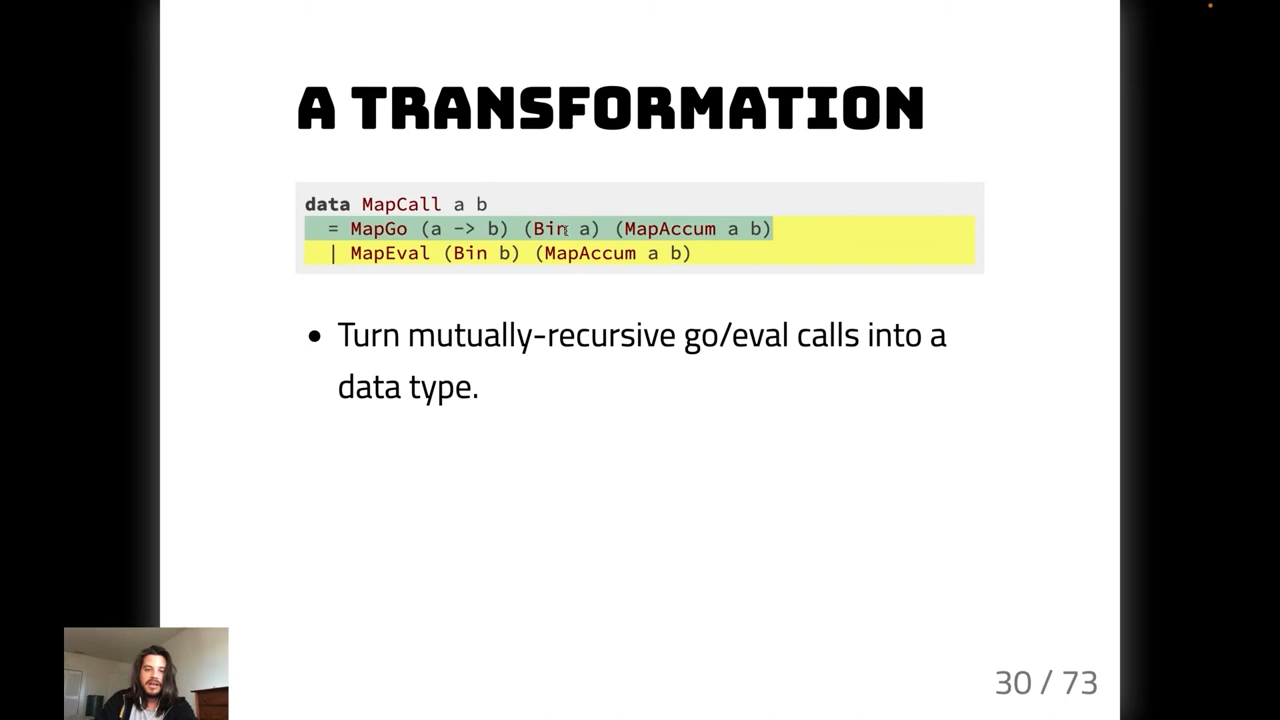 A TRANSFORMATION
data MapCall a b
= MapGo (a -> b) (Bin a) (MapAccum a b)
| MapEval (Bin b) (MapAccum a b)
• Turn mutually-recursive go/eval calls into a
data type.
30 / 73